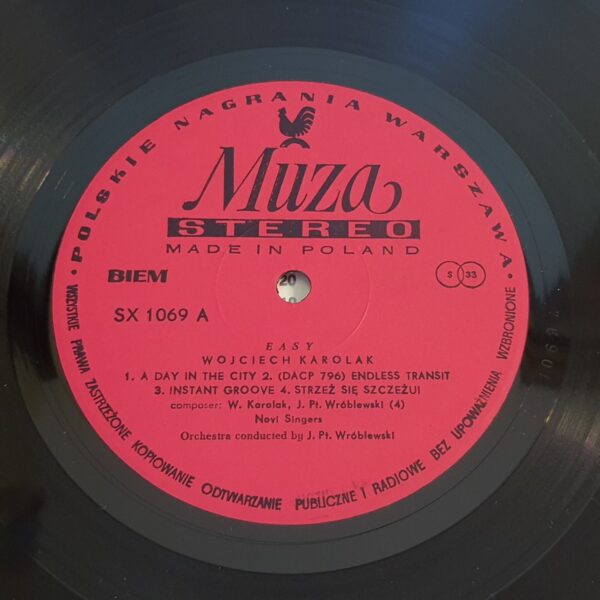 · POLSKIE NAGRANIA WARSZAWA ·
Muza
STEREO
MADE IN POLAND
BIEM
20
S 33
SX 1069 A
EASY
WOJCIECH KAROLAK
1. A DAY IN THE CITY 2. (DACP 796) ENDLESS TRANSIT
3. INSTANT GROOVE 4. STRZEŻ SIĘ SZCZEŻUI
composer: W. Karolak, J. Pt. Wróblewski (4)
Novi Singers
Orchestra conducted by J. Pt. Wróblewski
WSZYSTKIE PRAWA ZASTRZEŻONE KOPIOWANIE ODTWARZANIE PUBLICZNE I RADIOWE BEZ UPOWAŻNIENIA WZBRONIONE